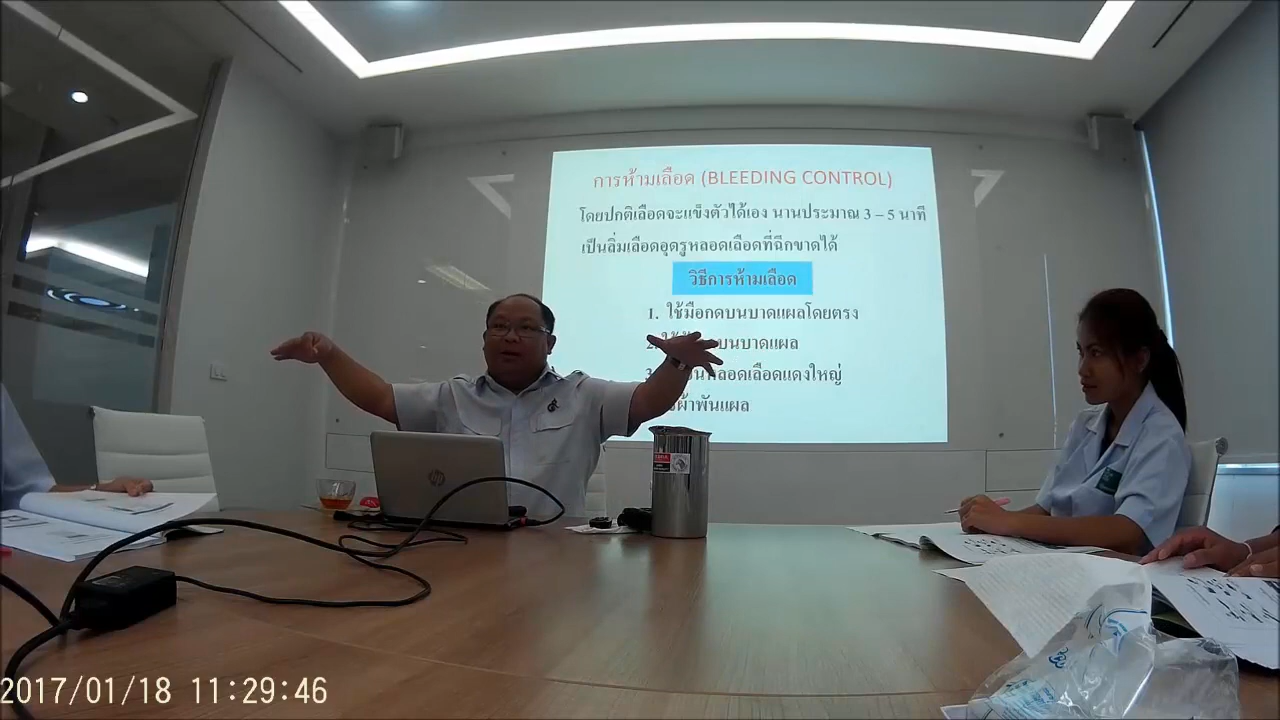 การห้ามเลือด (BLEEDING CONTROL)
โดยปกติเลือดจะแข็งตัวได้เอง นานประมาณ 3 – 5 นาที
เป็นลิ่มเลือดอุดรูหลอดเลือดที่ฉีกขาดได้
วิธีการห้ามเลือด
1. ใช้มือกดบนบาดแผลโดยตรง
2. บนบาดแผล
3. หลอดเลือดแดงใหญ่
ผ้าพันแผล
hp
2017/01/18 11:29:46